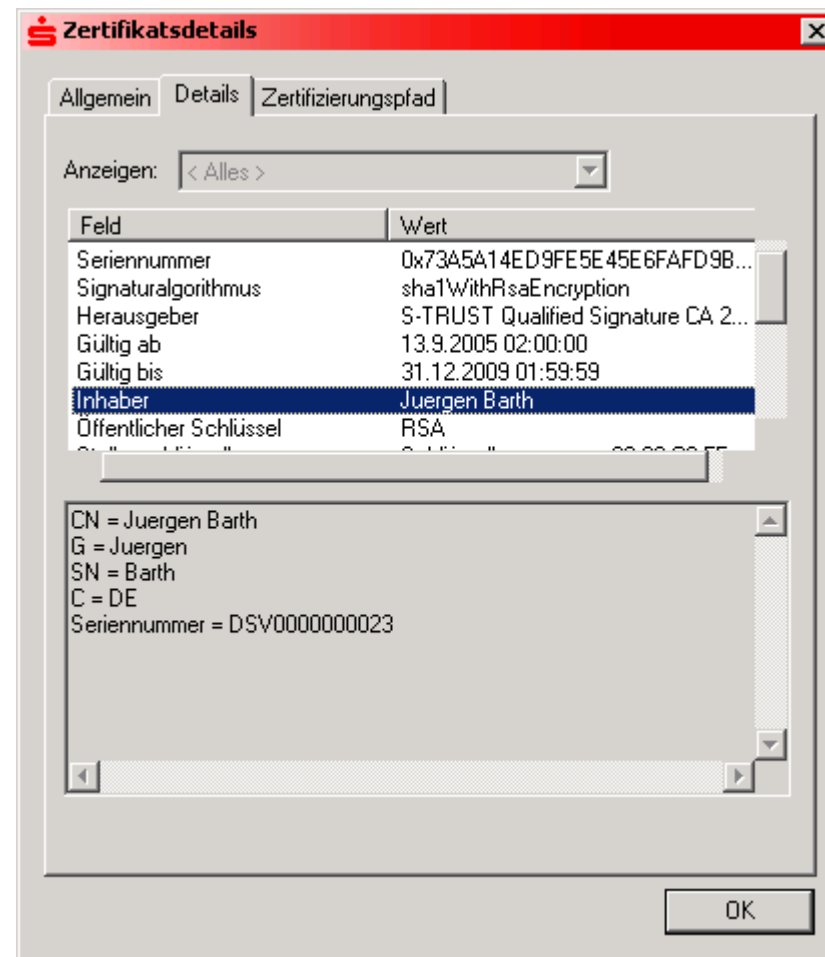 Zertifikatsdetails
Allgemein Details Zertifizierungspfad
Anzeigen: < Alles >
Feld Wert
Seriennummer 0x73A5A14ED9FE5E45E6FAFD9B...
Signaturalgorithmus sha1WithRsaEncryption
Herausgeber S-TRUST Qualified Signature CA 2...
Gültig ab 13.9.2005 02:00:00
Gültig bis 31.12.2009 01:59:59
Inhaber Juergen Barth
Öffentlicher Schlüssel RSA
CN = Juergen Barth
G = Juergen
SN = Barth
C = DE
Seriennummer = DSV0000000023
OK